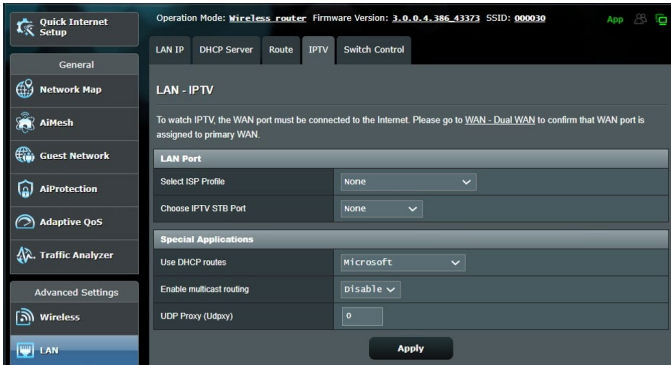 Quick Internet
Setup
Operation Mode: Wireless router Firmware Version: 3.0.0.4.386_43373 SSID: 000030
App
General
Network Map
AiMesh
Guest Network
AiProtection
Adaptive QoS
Traffic Analyzer
Advanced Settings
Wireless
LAN
LAN IP DHCP Server Route IPTV Switch Control
LAN - IPTV
To watch IPTV, the WAN port must be connected to the Internet. Please go to WAN - Dual WAN to confirm that WAN port is
assigned to primary WAN.
LAN Port
Select ISP Profile None
Choose IPTV STB Port None
Special Applications
Use DHCP routes Microsoft
Enable multicast routing Disable
UDP Proxy (Udpxy) 0
Apply